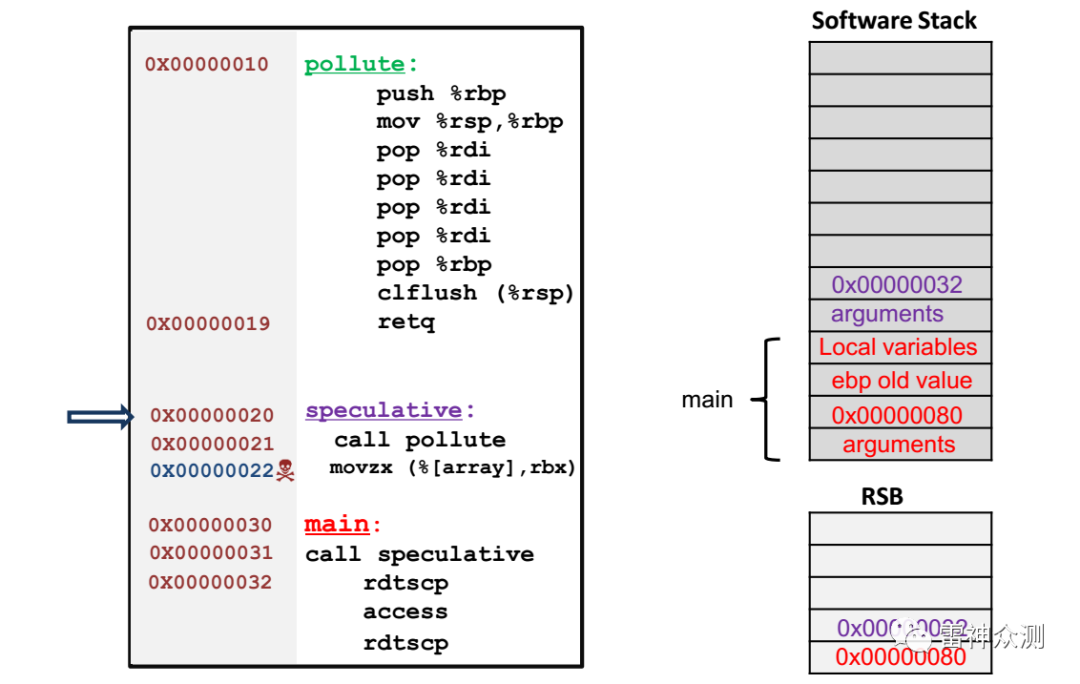 Software Stack
0X00000010 pollute:
push %rbp
mov %rsp,%rbp
pop %rdi
pop %rdi
pop %rdi
pop %rdi
pop %rbp
clflush (%rsp)
0X00000019 retq
0X00000020 speculative:
0X00000021 call pollute
0X00000022 movzx (%[array],rbx)
0X00000030 main:
0X00000031 call speculative
0X00000032 rdtscp
access
rdtscp
0x00000032
arguments
main
Local variables
ebp old value
0x00000080
arguments
RSB
雷神众测
0x00000080